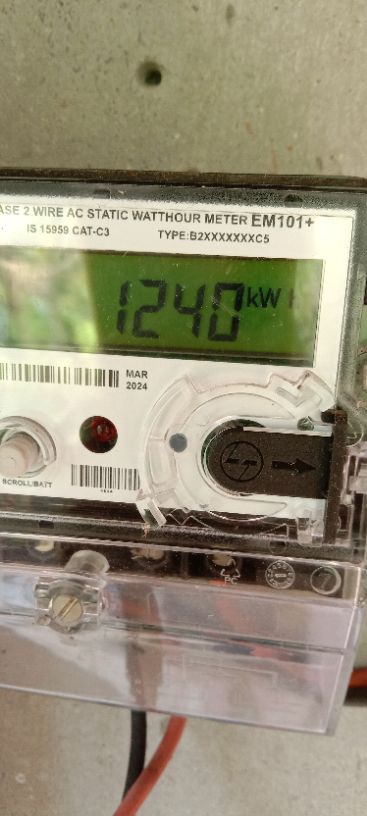 ASE 2 WIRE AC STATIC WATTHOUR METER EM101+
IS 15959 CAT-C3 TYPE:B2XXXXXXXC5
1240 kWh
MAR
2024
SCROLL/BATT